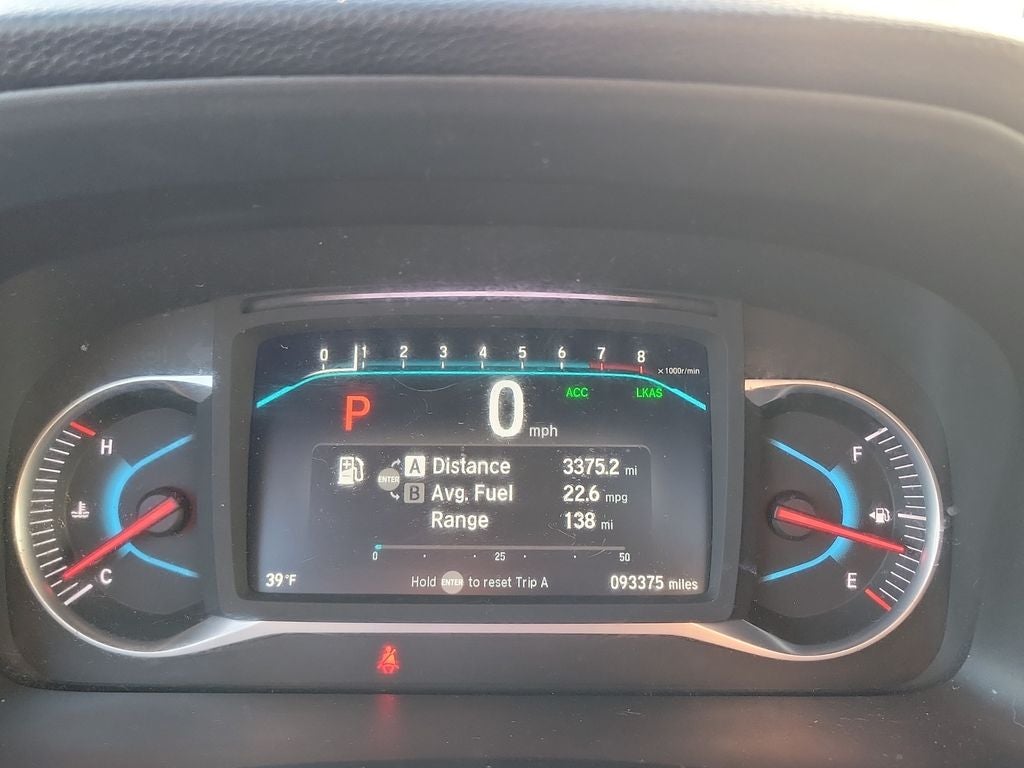 0 1 2 3 4 5 6 7 8
x1000r/min
P 0 mph ACC LKAS
H
F
A Distance 3375.2 mi
ENTER
B Avg. Fuel 22.6 mpg
Range 138 mi
0 25 50
C
E
39°F Hold ENTER to reset Trip A 093375 miles